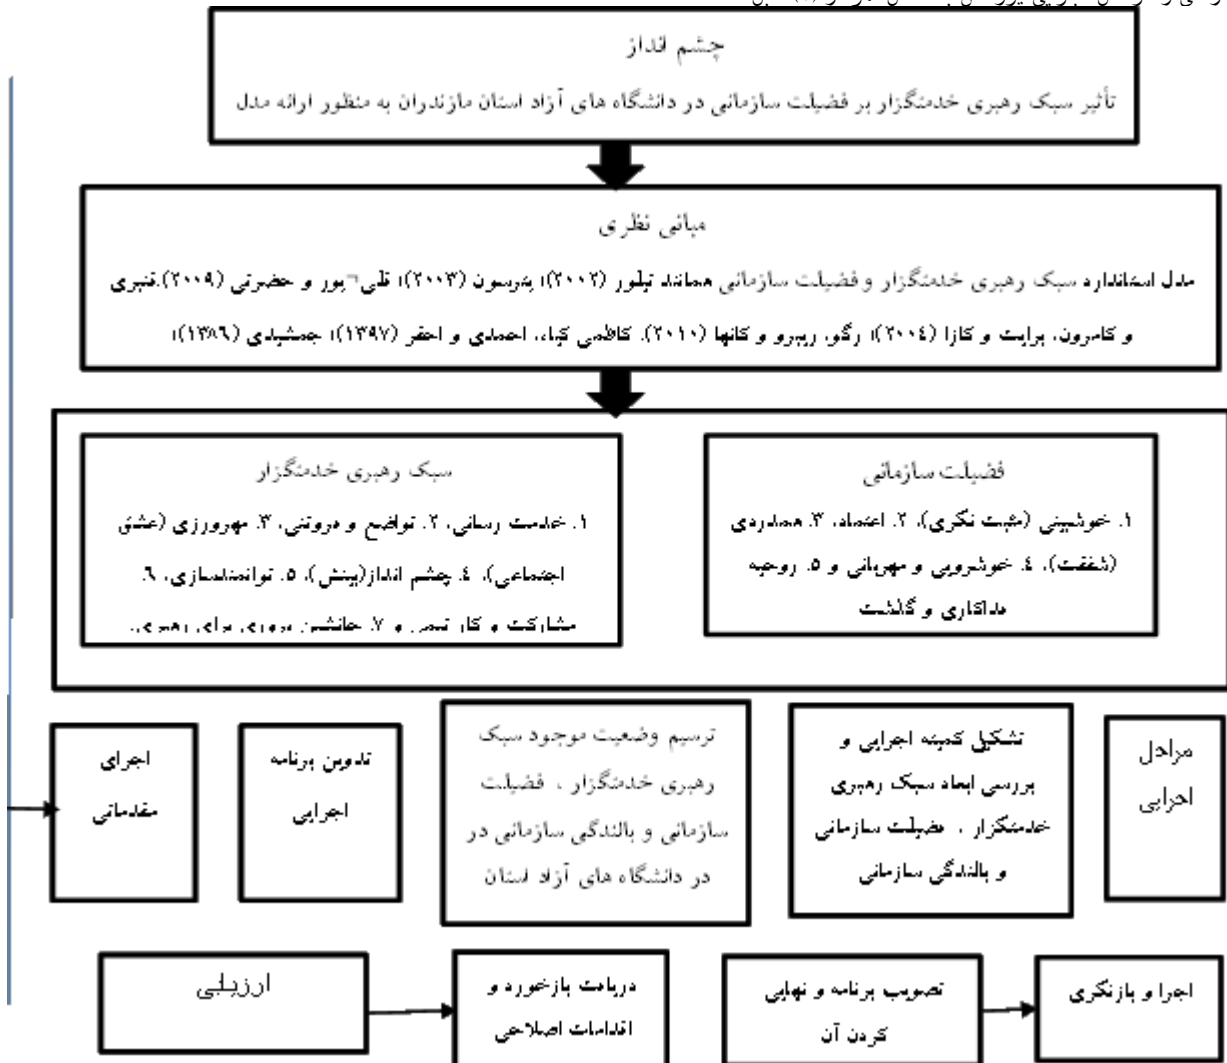 چشم انداز
تأثیر سبک رهبری خدمتگزار بر فضیلت سازمانی در دانشگاه های آزاد استان مازندران به منظور ارائه مدل
مبانی نظری
مدل استاندارد سبک رهبری خدمتگزار و فضیلت سازمانی همانند تیلور (۲۰۰۲)؛ پترسون (۲۰۰۳)؛ قلی¬پور و حضرتی (۲۰۰۹).قنبری
و کامرون، برایت و کازا (۲۰۰٤)؛ رگو، ریبرو و کانها (۲۰۱۰). کاظمی کیاء، احمدی و احقر (۱۳۹۷)؛ جمشیدی (۱۳۸٦)؛
سبک رهبری خدمتگزار
۱. خدمت رسانی، ۲. تواضع و فروتنی، ۳. مهرورزی (عشق
اجتماعی)، ٤. چشم انداز(بینش)، ۵. توانمندسازی، ٦.
مشارکت و کار تیمی و ۷. جانشین پروری برای رهبری.
فضیلت سازمانی
۱. خوشبینی (مثبت نگری)، ۲. اعتماد، ۳. همدردی
(شفقت)، ٤. خوشرویی و مهربانی و ۵. روحیه
فداکاری و گذشت
مراحل
اجرایی
تشکیل کمیته اجرایی و
بررسی ابعاد سبک رهبری
خدمتگزار ، فضیلت سازمانی
و بالندگی سازمانی
ترسیم وضعیت موجود سبک
رهبری خدمتگزار ، فضیلت
سازمانی و بالندگی سازمانی در
در دانشگاه های آزاد استان
تدوین برنامه
اجرایی
اجرای
مقدماتی
اجرا و بازنگری
تصویب برنامه و نهایی
کردن آن
دریافت بازخورد و
اقدامات اصلاحی
ارزیابی